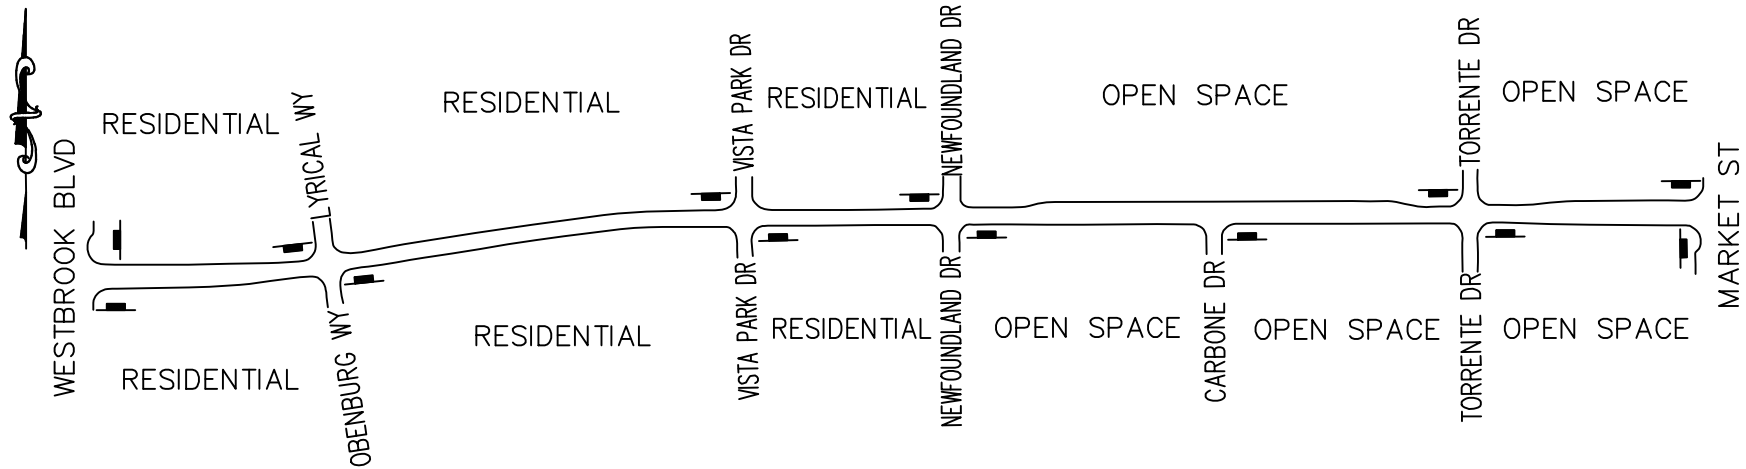 WESTBROOK BLVD
RESIDENTIAL
LYRICAL WY
RESIDENTIAL
VISTA PARK DR
RESIDENTIAL
NEWFOUNDLAND DR
OPEN SPACE
TORRENTE DR
OPEN SPACE
MARKET ST
RESIDENTIAL
OBENBURG WY
RESIDENTIAL
VISTA PARK DR
RESIDENTIAL
NEWFOUNDLAND DR
OPEN SPACE
CARBONE DR
OPEN SPACE
TORRENTE DR
OPEN SPACE